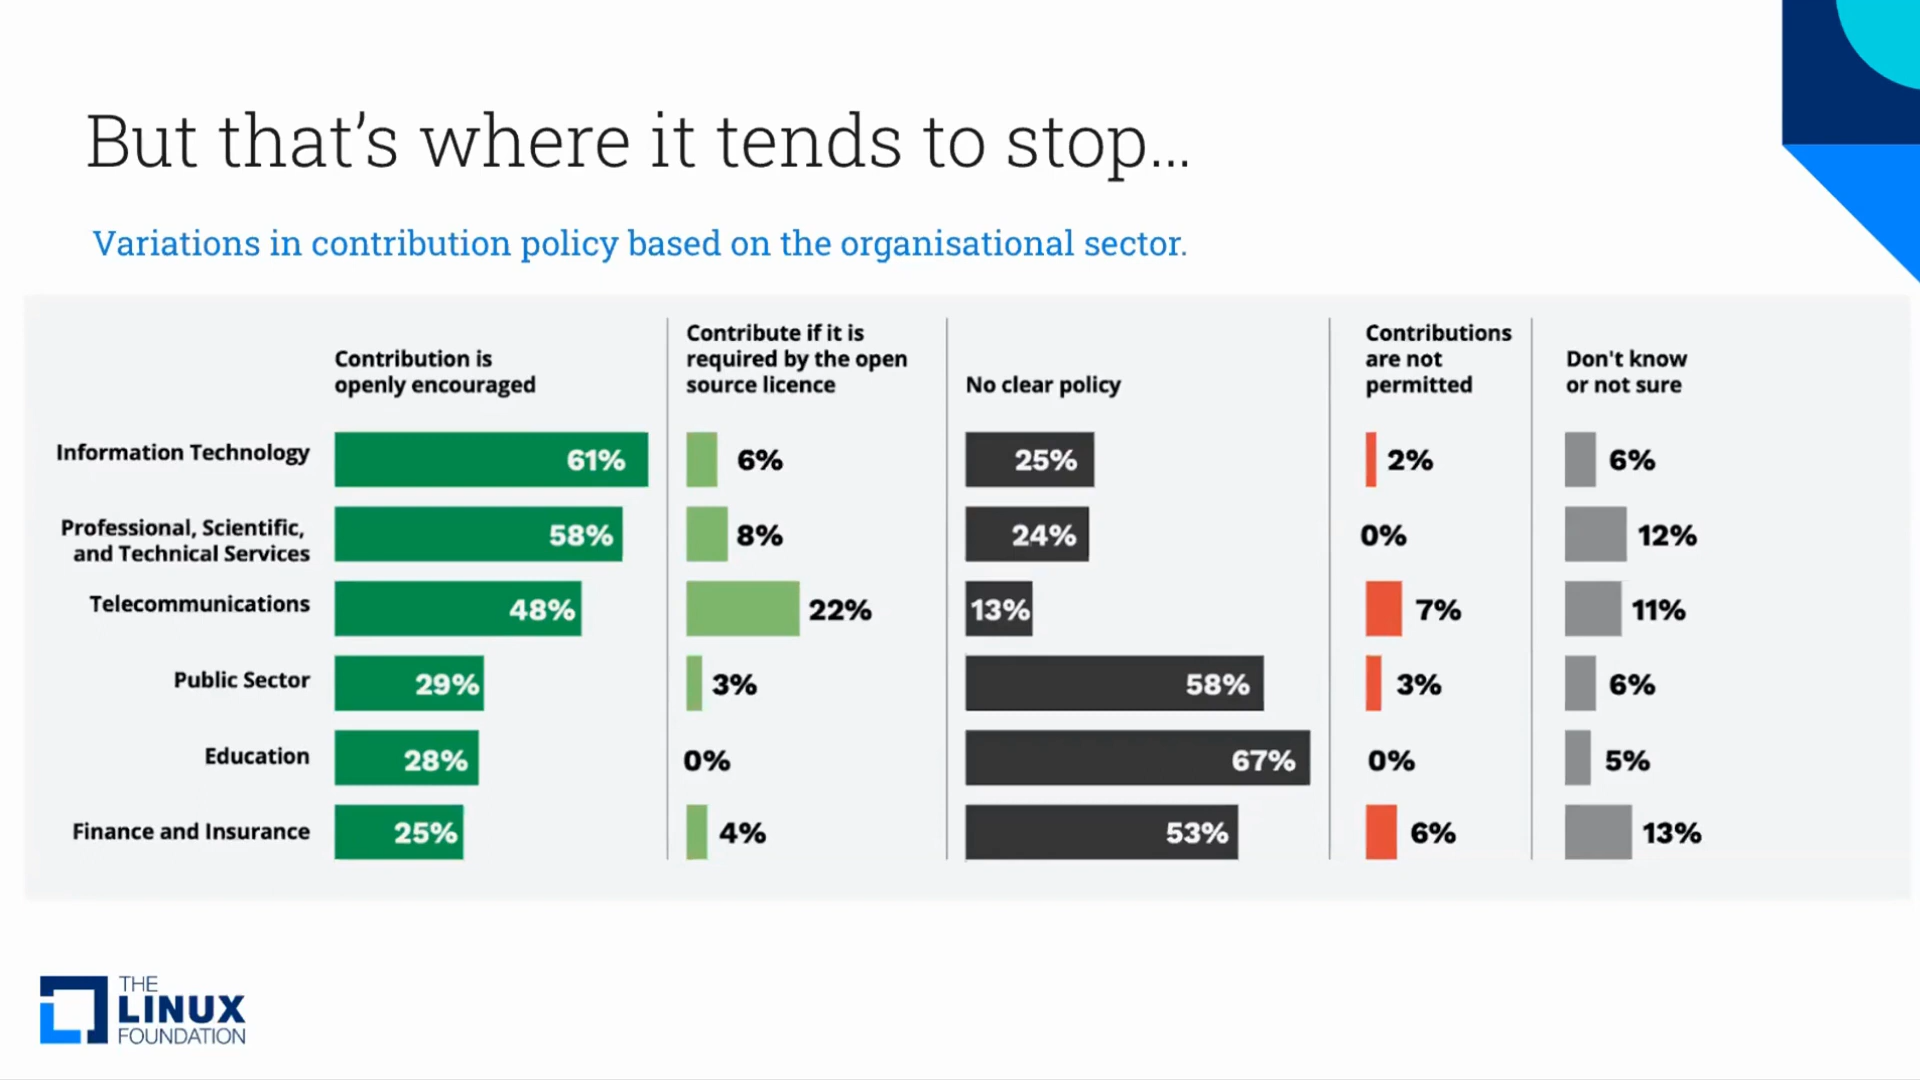 But that's where it tends to stop...
Variations in contribution policy based on the organisational sector.
Contribution is
openly encouraged
Contribute if it is
required by the open
source licence
No clear policy
Contributions
are not
permitted
Don't know
or not sure
Information Technology
61%
6%
25%
2%
6%
Professional, Scientific,
and Technical Services
58%
8%
24%
0%
12%
Telecommunications
48%
22%
13%
7%
11%
Public Sector
29%
3%
58%
3%
6%
Education
28%
0%
67%
0%
5%
Finance and Insurance
25%
4%
53%
6%
13%
THE
LINUX
FOUNDATION